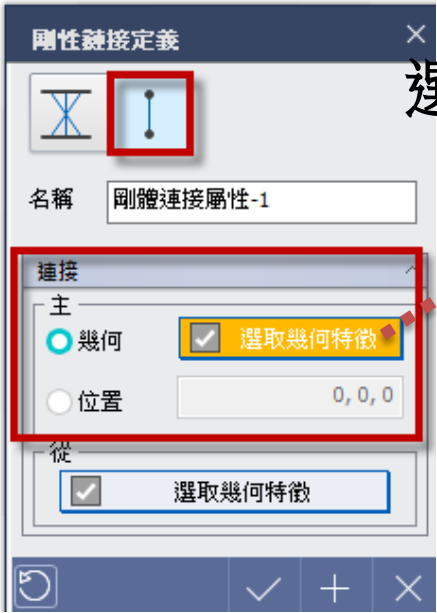 剛性鏈接定義
選
名稱 剛體連接屬性-1
連接
主
幾何 選取幾何特徵
位置 0, 0, 0
從
選取幾何特徵